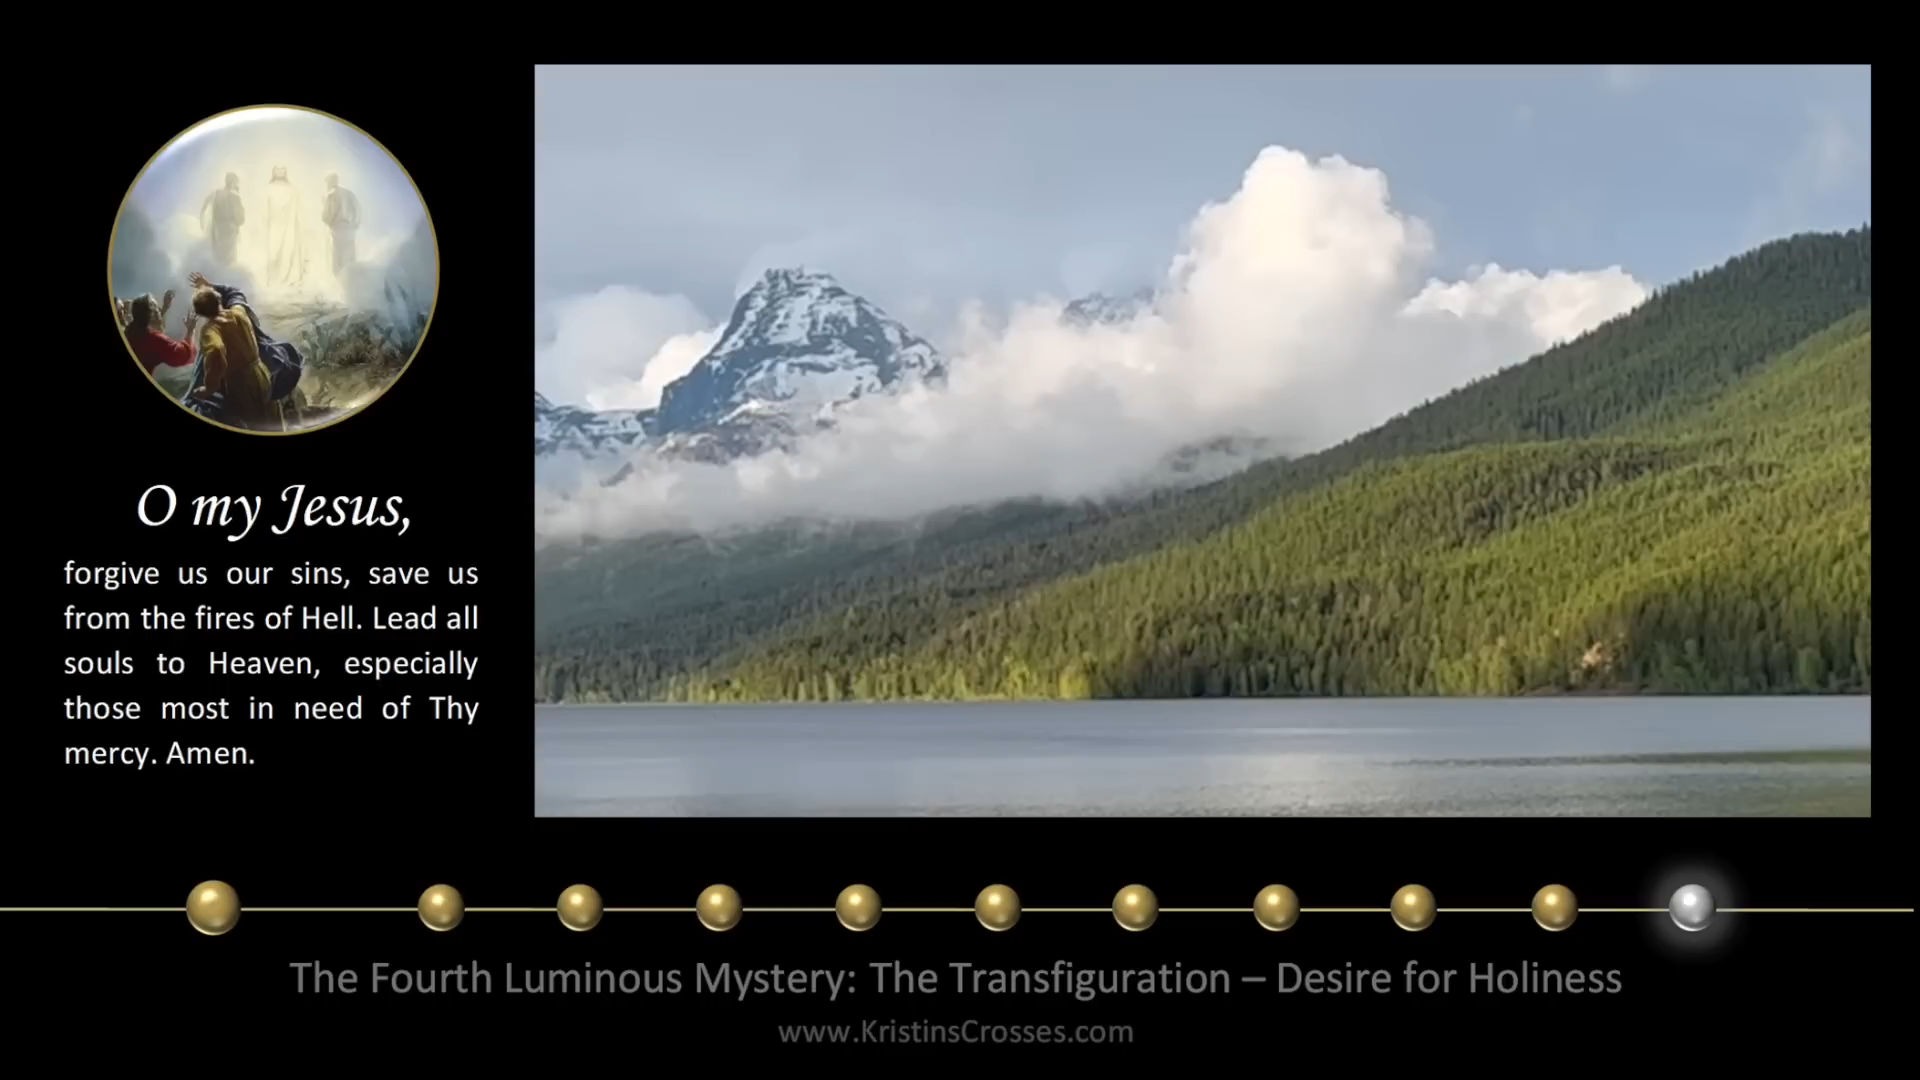 O my Jesus,
forgive us our sins, save us
from the fires of Hell. Lead all
souls to Heaven, especially
those most in need of Thy
mercy. Amen.
The Fourth Luminous Mystery: The Transfiguration – Desire for Holiness
www.KristinsCrosses.com